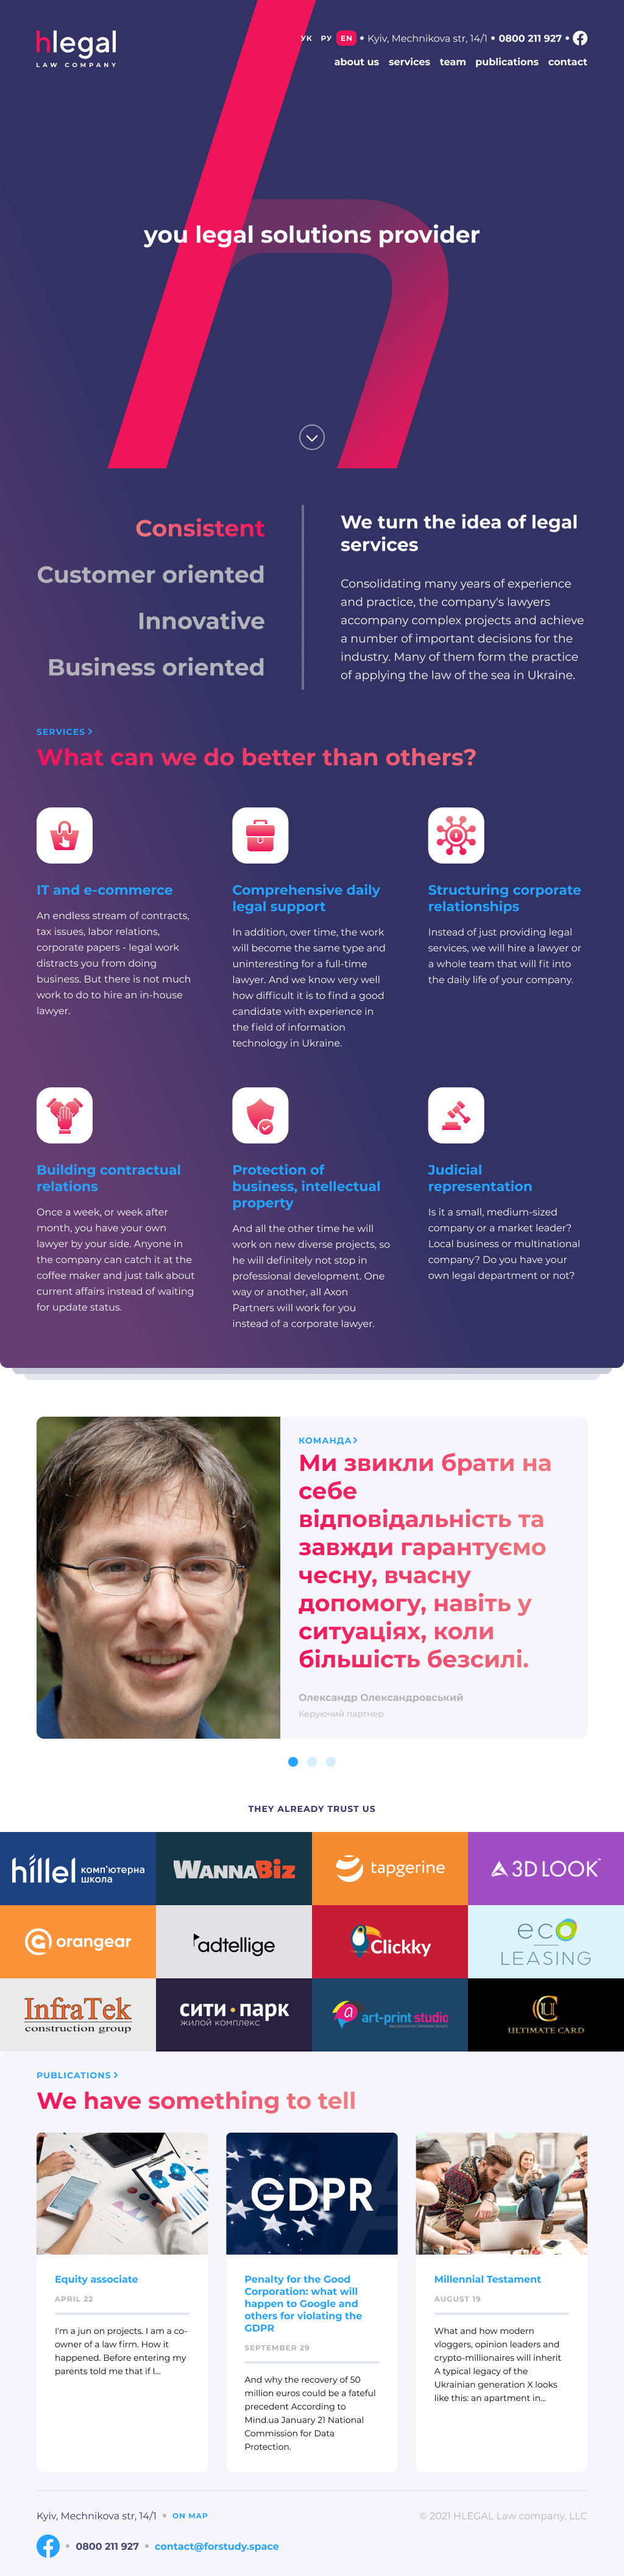 hlegal
LAW COMPANY
УК РУ EN • Kyiv, Mechnikova str, 14/1 • 0800 211 927 •
about us services team publications contact
you legal solutions provider
Consistent
Customer oriented
Innovative
Business oriented
We turn the idea of legal
services
Consolidating many years of experience
and practice, the company's lawyers
accompany complex projects and achieve
a number of important decisions for the
industry. Many of them form the practice
of applying the law of the sea in Ukraine.
SERVICES
What can we do better than others?
IT and e-commerce
An endless stream of contracts,
tax issues, labor relations,
corporate papers - legal work
distracts you from doing
business. But there is not much
work to do to hire an in-house
lawyer.
Comprehensive daily
legal support
In addition, over time, the work
will become the same type and
uninteresting for a full-time
lawyer. And we know very well
how difficult it is to find a good
candidate with experience in
the field of information
technology in Ukraine.
Structuring corporate
relationships
Instead of just providing legal
services, we will hire a lawyer or
a whole team that will fit into
the daily life of your company.
Building contractual
relations
Once a week, or week after
month, you have your own
lawyer by your side. Anyone in
the company can catch it at the
coffee maker and just talk about
current affairs instead of waiting
for update status.
Protection of
business, intellectual
property
And all the other time he will
work on new diverse projects, so
he will definitely not stop in
professional development. One
way or another, all Axon
Partners will work for you
instead of a corporate lawyer.
Judicial
representation
Is it a small, medium-sized
company or a market leader?
Local business or multinational
company? Do you have your
own legal department or not?
КОМАНДА
Ми звикли брати на
себе
відповідальність та
завжди гарантуємо
чесну, вчасну
допомогу, навіть у
ситуаціях, коли
більшість безсилі.
Олександр Олександровський
Керуючий партнер
THEY ALREADY TRUST US
hillel комп'ютерна
школа
WANNABIZ
tapgerine
3DLOOK
orangear
adtellige
Clickky
eco
LEASING
InfraTek
construction group
сити•парк
жилой комплекс
art-print studio
CU
ULTIMATE CARD
PUBLICATIONS
We have something to tell
GDPR
Equity associate
APRIL 22
I'm a jun on projects. I am a co-
owner of a law firm. How it
happened. Before entering my
parents told me that if I...
Penalty for the Good
Corporation: what will
happen to Google and
others for violating the
GDPR
SEPTEMBER 29
And why the recovery of 50
million euros could be a fateful
precedent According to
Mind.ua January 21 National
Commission for Data
Protection.
Millennial Testament
AUGUST 19
What and how modern
vloggers, opinion leaders and
crypto-millionaires will inherit
A typical legacy of the
Ukrainian generation X looks
like this: an apartment in...
Kyiv, Mechnikova str, 14/1 • ON MAP
© 2021 HLEGAL Law company, LLC
• 0800 211 927 • contact@forstudy.space